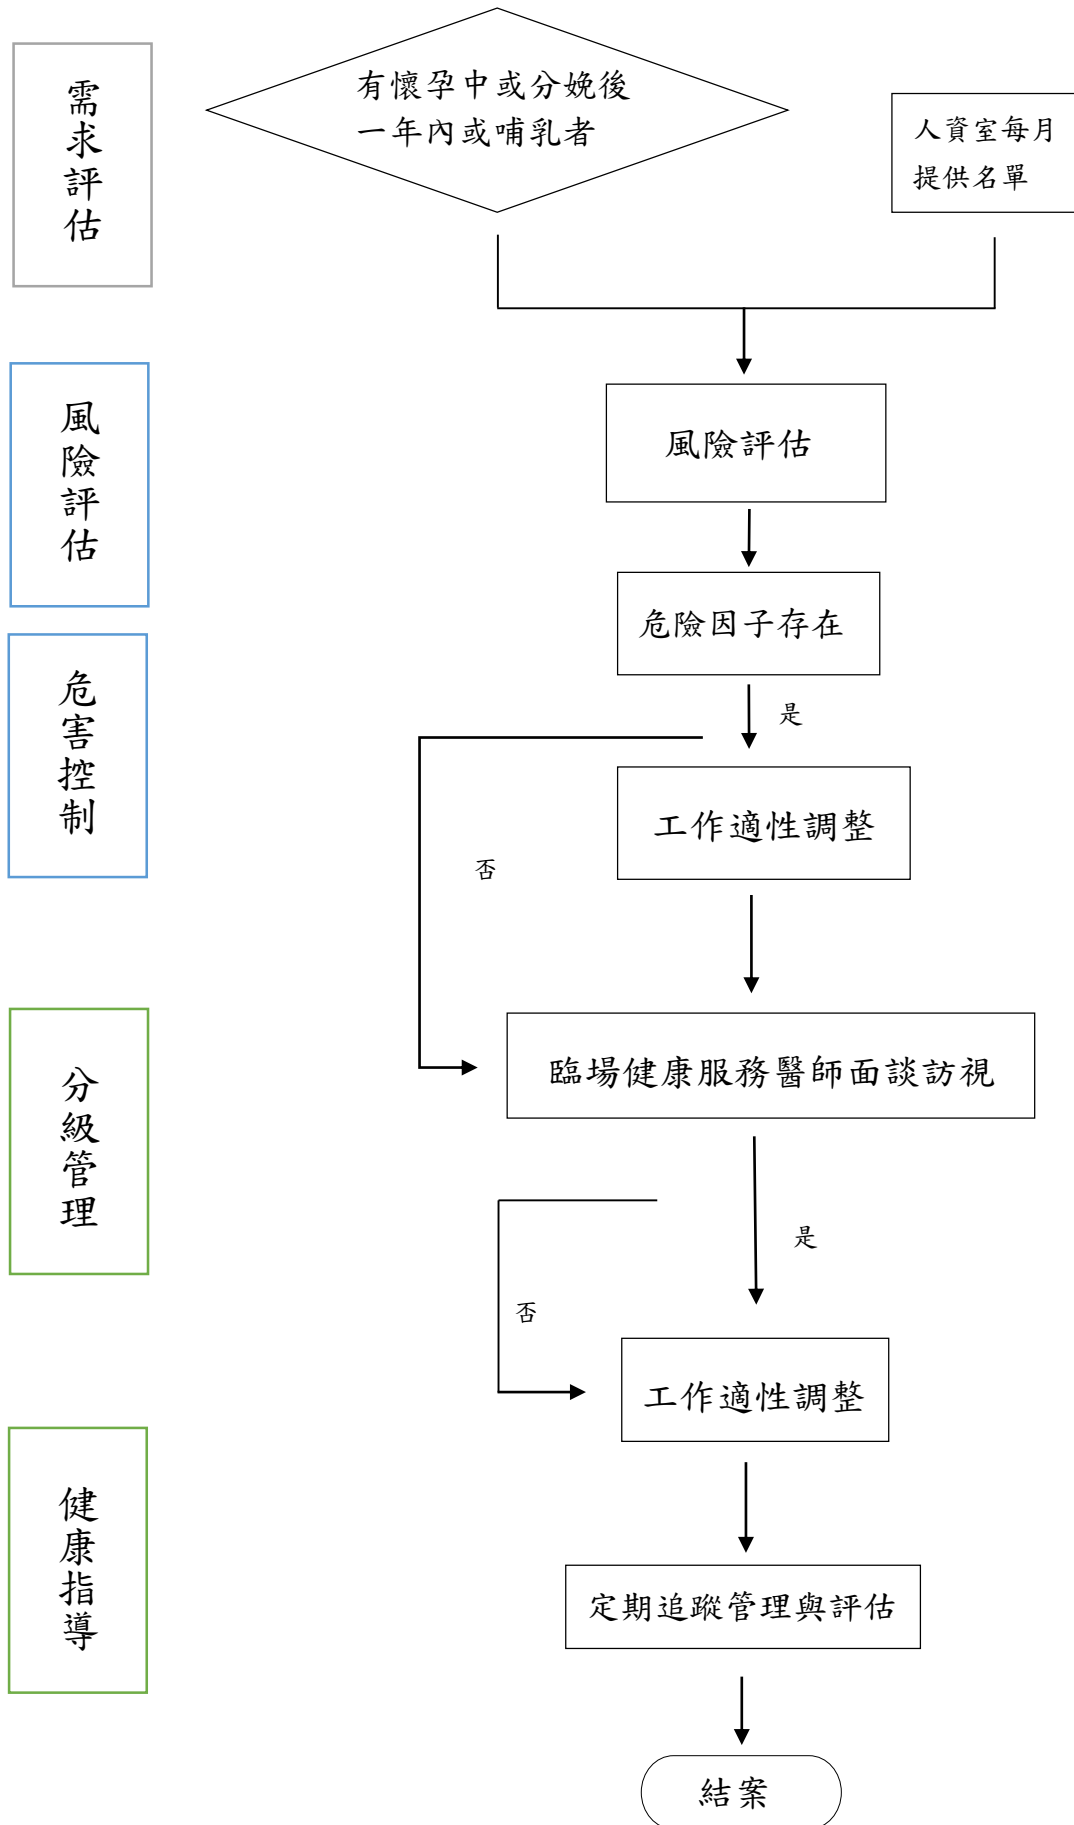 需求評估
有懷孕中或分娩後
一年內或哺乳者
人資室每月
提供名單
風險評估
風險評估
危險因子存在
危害控制
是
工作適性調整
否
分級管理
臨場健康服務醫師面談訪視
是
否
工作適性調整
健康指導
定期追蹤管理與評估
結案